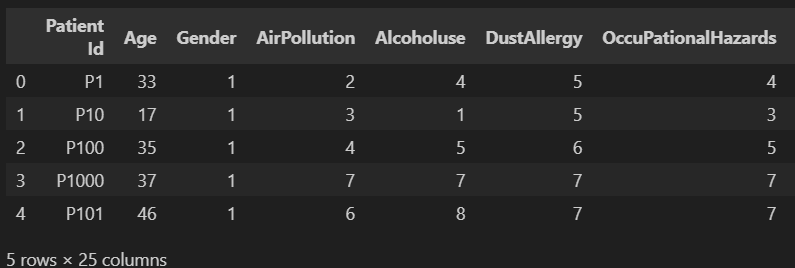 Patient Id Age Gender AirPollution Alcoholuse DustAllergy OccuPationalHazards
0 P1 33 1 2 4 5 4
1 P10 17 1 3 1 5 3
2 P100 35 1 4 5 6 5
3 P1000 37 1 7 7 7 7
4 P101 46 1 6 8 7 7
5 rows × 25 columns